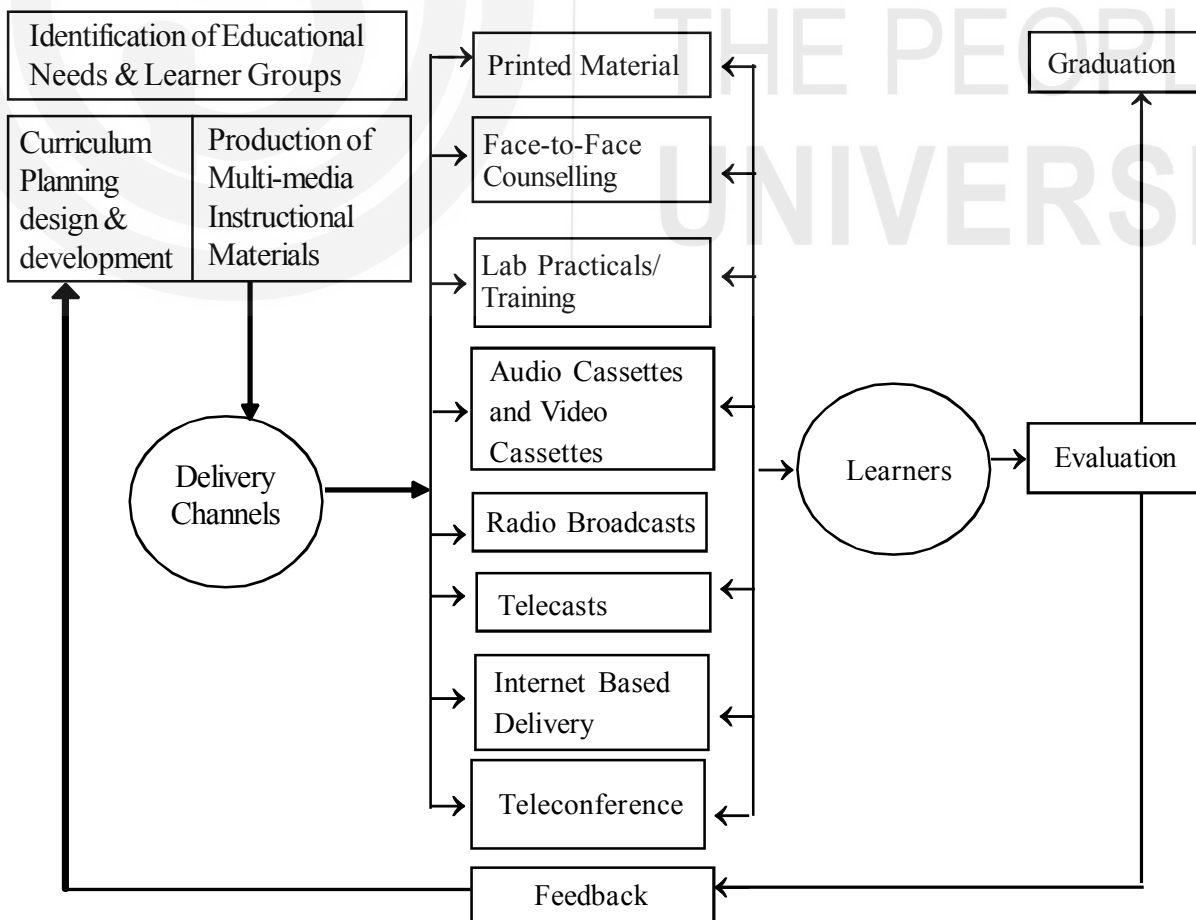 THE PEOPL
UNIVERSI
Identification of Educational
Needs & Learner Groups
Curriculum
Planning
design &
development
Production of
Multi-media
Instructional
Materials
Delivery
Channels
Printed Material
Face-to-Face
Counselling
Lab Practicals/
Training
Audio Cassettes
and Video
Cassettes
Radio Broadcasts
Telecasts
Internet Based
Delivery
Teleconference
Feedback
Learners
Graduation
Evaluation